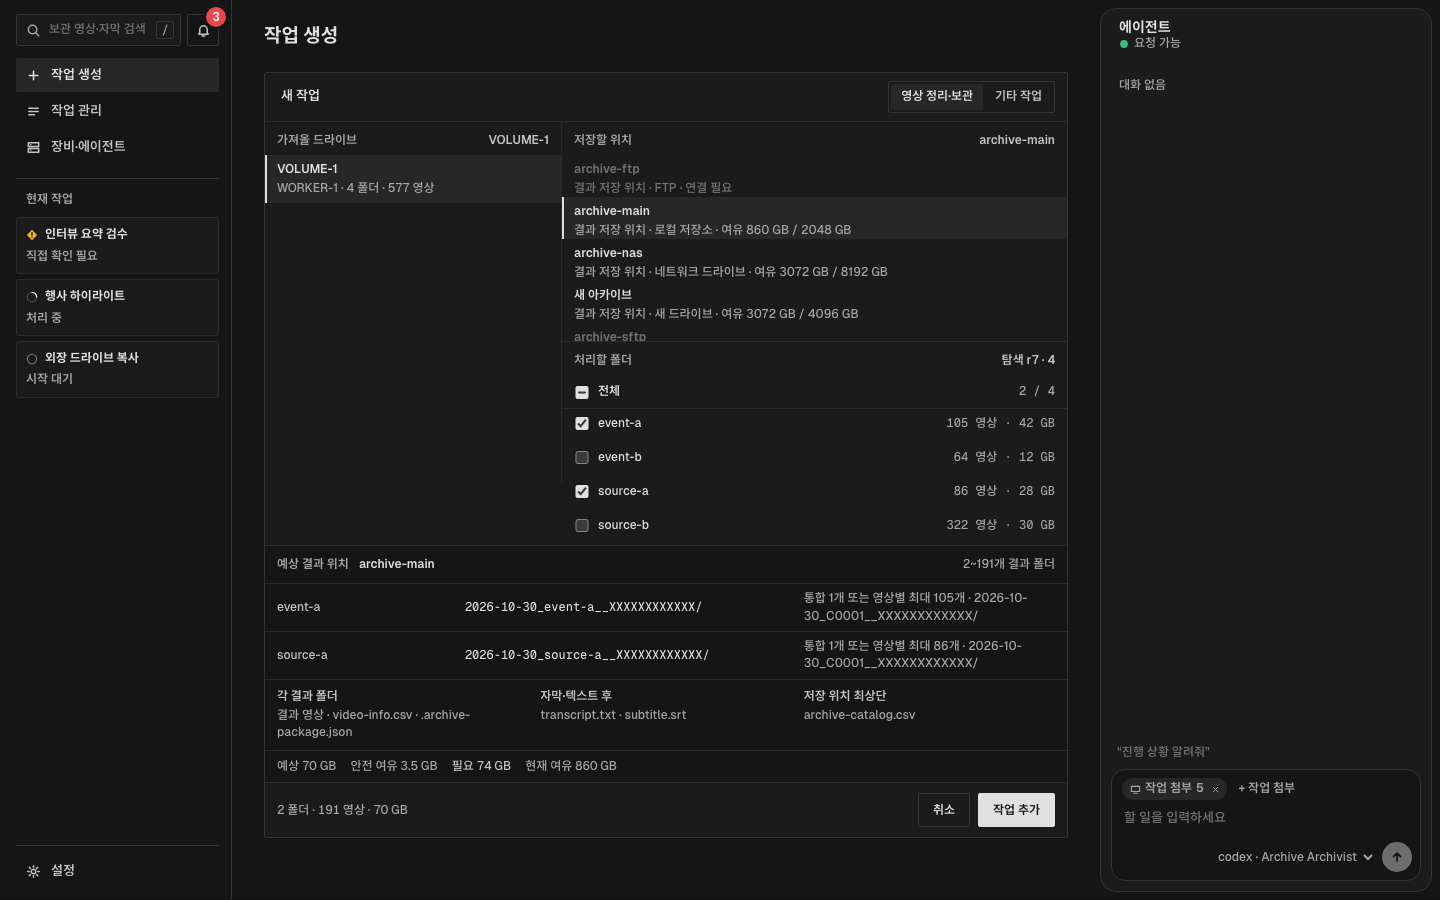 보관 영상·자막 검색 /
3
작업 생성
작업 관리
장비·에이전트
현재 작업
인터뷰 요약 검수
직접 확인 필요
행사 하이라이트
처리 중
외장 드라이브 복사
시작 대기
설정
작업 생성
새 작업
영상 정리·보관 기타 작업
가져올 드라이브 VOLUME-1
VOLUME-1
WORKER-1 · 4 폴더 · 577 영상
저장할 위치 archive-main
archive-ftp
결과 저장 위치 · FTP · 연결 필요
archive-main
결과 저장 위치 · 로컬 저장소 · 여유 860 GB / 2048 GB
archive-nas
결과 저장 위치 · 네트워크 드라이브 · 여유 3072 GB / 8192 GB
새 아카이브
결과 저장 위치 · 새 드라이브 · 여유 3072 GB / 4096 GB
archive-sftp
처리할 폴더 탐색 r7 · 4
전체 2 / 4
event-a 105 영상 · 42 GB
event-b 64 영상 · 12 GB
source-a 86 영상 · 28 GB
source-b 322 영상 · 30 GB
예상 결과 위치 archive-main 2~191개 결과 폴더
event-a 2026-10-30_event-a__XXXXXXXXXXXX/ 통합 1개 또는 영상별 최대 105개 · 2026-10-
30_C0001__XXXXXXXXXXXX/
source-a 2026-10-30_source-a__XXXXXXXXXXXX/ 통합 1개 또는 영상별 최대 86개 · 2026-10-
30_C0001__XXXXXXXXXXXX/
각 결과 폴더
결과 영상 · video-info.csv · .archive-
package.json
자막·텍스트 후
transcript.txt · subtitle.srt
저장 위치 최상단
archive-catalog.csv
예상 70 GB 안전 여유 3.5 GB 필요 74 GB 현재 여유 860 GB
2 폴더 · 191 영상 · 70 GB 취소 작업 추가
에이전트
요청 가능
대화 없음
“진행 상황 알려줘”
작업 첨부 5 × + 작업 첨부
할 일을 입력하세요
codex · Archive Archivist